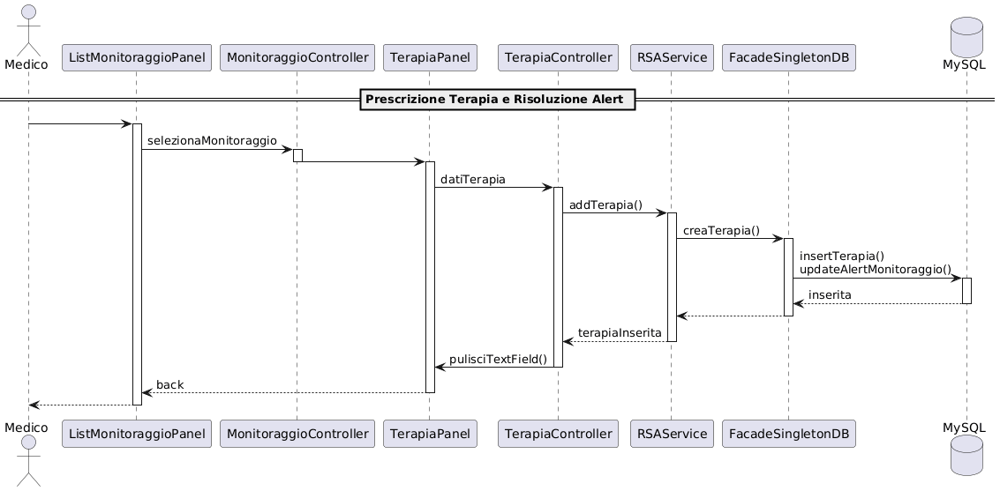 Medico
ListMonitoraggioPanel
MonitoraggioController
TerapiaPanel
TerapiaController
RSAService
FacadeSingletonDB
MySQL
Prescrizione Terapia e Risoluzione Alert
selezionaMonitoraggio
datiTerapia
addTerapia()
creaTerapia()
insertTerapia()
updateAlertMonitoraggio()
inserita
terapiaInserita
pulisciTextField()
back
Medico
ListMonitoraggioPanel
MonitoraggioController
TerapiaPanel
TerapiaController
RSAService
FacadeSingletonDB
MySQL